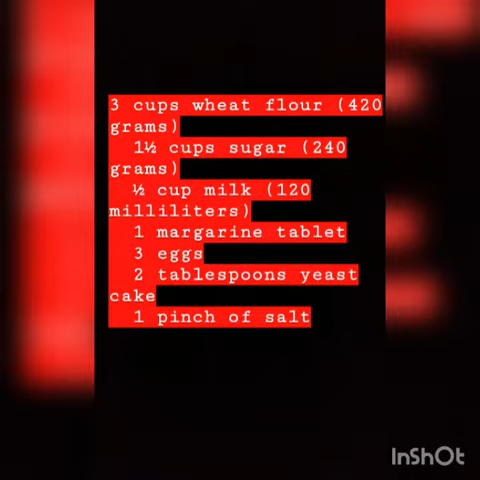 3 cups wheat flour (420
grams)
1½ cups sugar (240
grams)
½ cup milk (120
milliliters)
1 margarine tablet
3 eggs
2 tablespoons yeast
cake
1 pinch of salt
InShOt